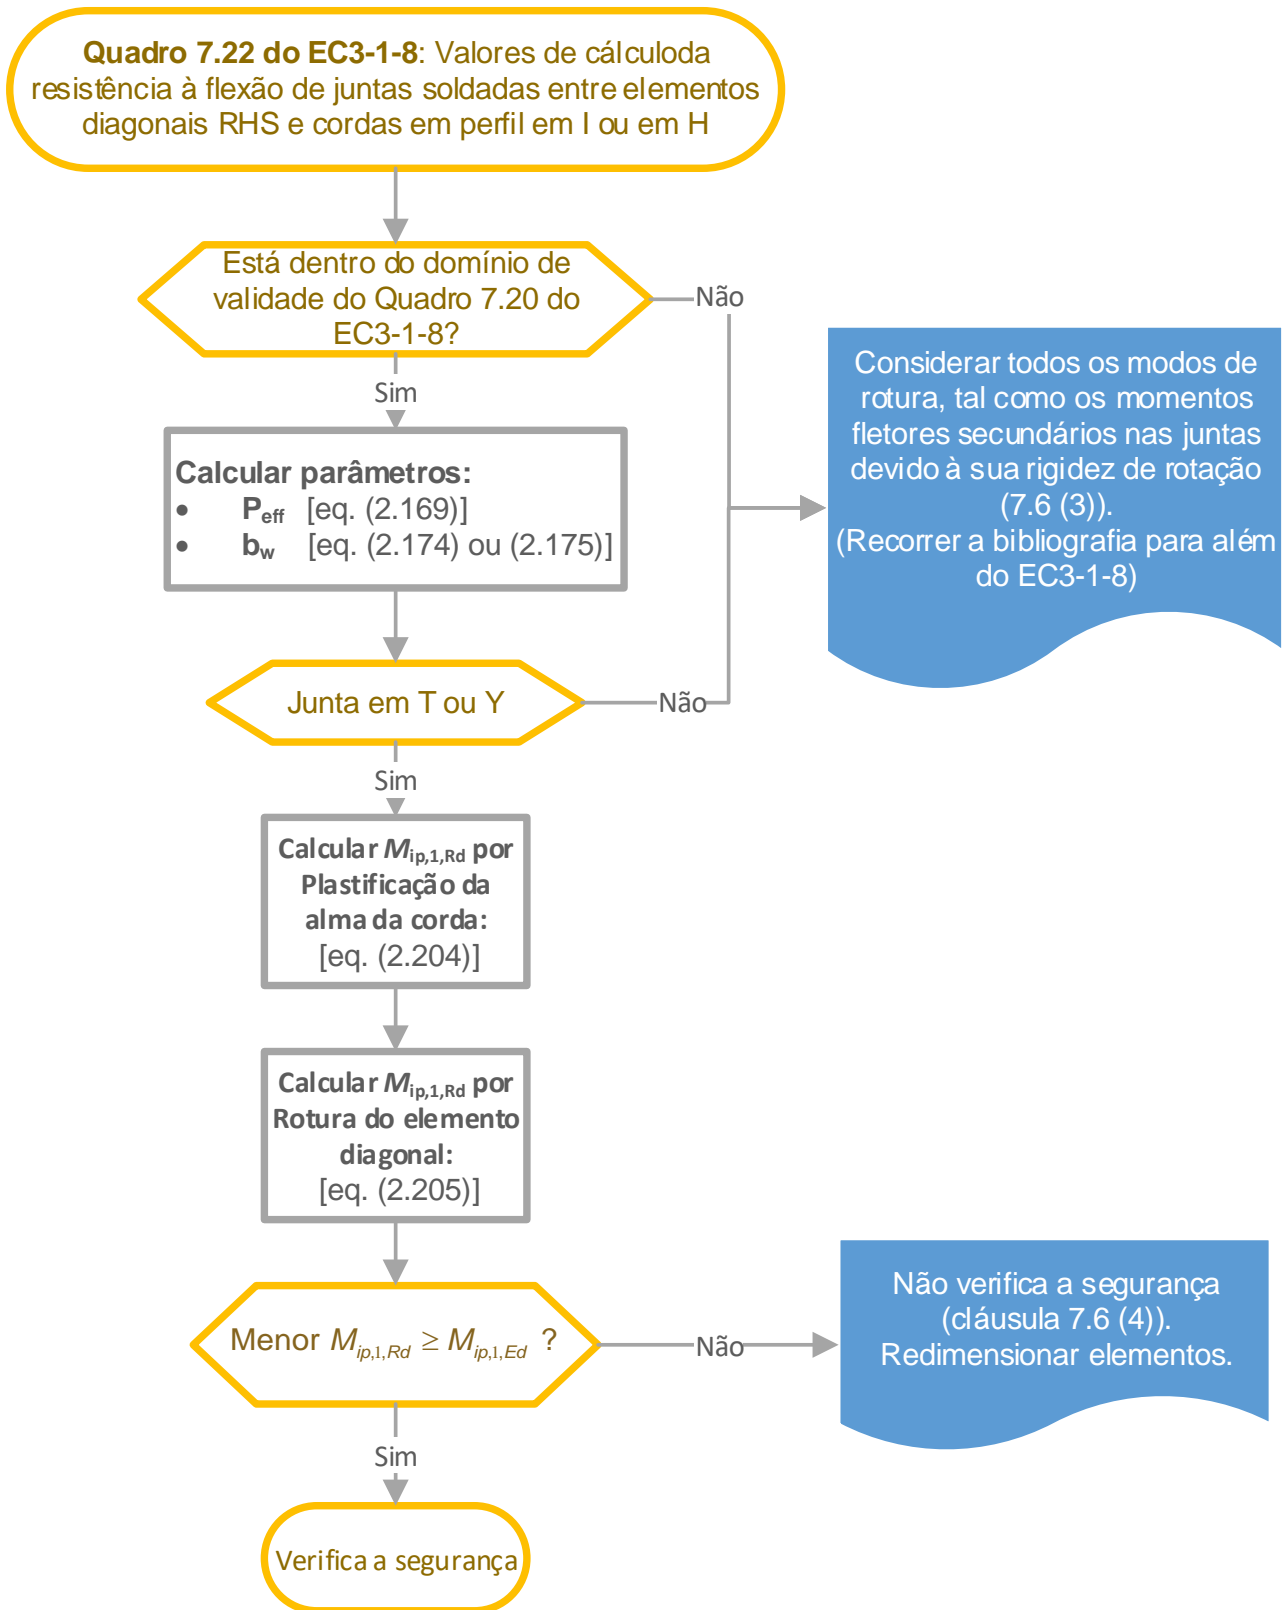 Quadro 7.22 do EC3-1-8: Valores de cálculoda
resistência à flexão de juntas soldadas entre elementos
diagonais RHS e cordas em perfil em I ou em H
Está dentro do domínio de
validade do Quadro 7.20 do
EC3-1-8?
Não
Sim
Considerar todos os modos de
rotura, tal como os momentos
fletores secundários nas juntas
devido à sua rigidez de rotação
(7.6 (3)).
(Recorrer a bibliografia para além
do EC3-1-8)
Calcular parâmetros:
• Peff [eq. (2.169)]
• bw [eq. (2.174) ou (2.175)]
Junta em T ou Y
Não
Sim
Calcular Mip,1,Rd por
Plastificação da
alma da corda:
[eq. (2.204)]
Calcular Mip,1,Rd por
Rotura do elemento
diagonal:
[eq. (2.205)]
Menor Mip,1,Rd ≥ Mip,1,Ed ?
Não
Não verifica a segurança
(cláusula 7.6 (4)).
Redimensionar elementos.
Sim
Verifica a segurança